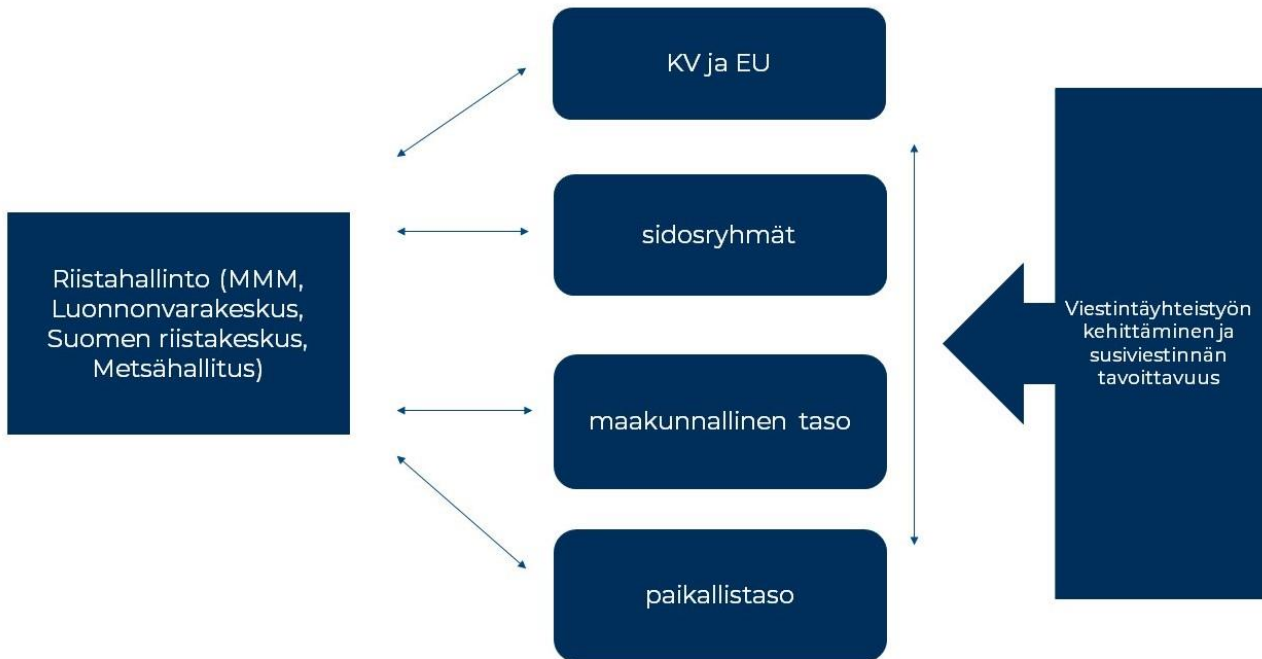 KV ja EU
sidosryhmät
Riistahallinto (MMM,
Luonnonvarakeskus,
Suomen riistakeskus,
Metsähallitus)
maakunnallinen taso
paikallistaso
Viestintäyhteistyön
kehittäminen ja
susiviestinnän
tavoittavuus